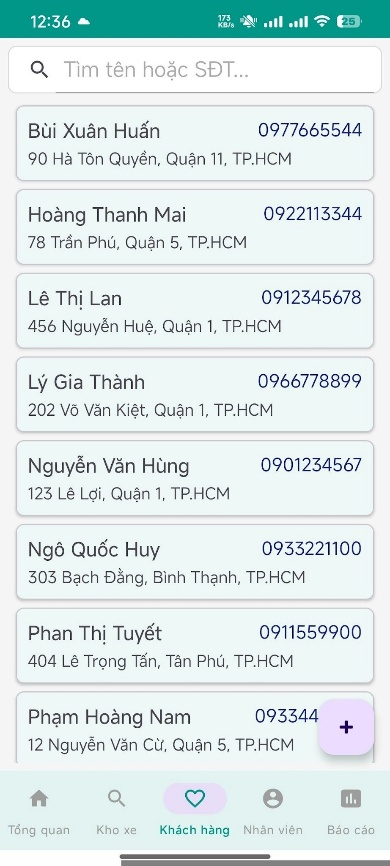 12:36
173
KB/s
25
Tìm tên hoặc SĐT...
Bùi Xuân Huấn 0977665544
90 Hà Tôn Quyền, Quận 11, TP.HCM
Hoàng Thanh Mai 0922113344
78 Trần Phú, Quận 5, TP.HCM
Lê Thị Lan 0912345678
456 Nguyễn Huệ, Quận 1, TP.HCM
Lý Gia Thành 0966778899
202 Võ Văn Kiệt, Quận 1, TP.HCM
Nguyễn Văn Hùng 0901234567
123 Lê Lợi, Quận 1, TP.HCM
Ngô Quốc Huy 0933221100
303 Bạch Đằng, Bình Thạnh, TP.HCM
Phan Thị Tuyết 0911559900
404 Lê Trọng Tấn, Tân Phú, TP.HCM
Phạm Hoàng Nam 093344
12 Nguyễn Văn Cừ, Quận 5, TP.HCM
+
Tổng quan Kho xe Khách hàng Nhân viên Báo cáo